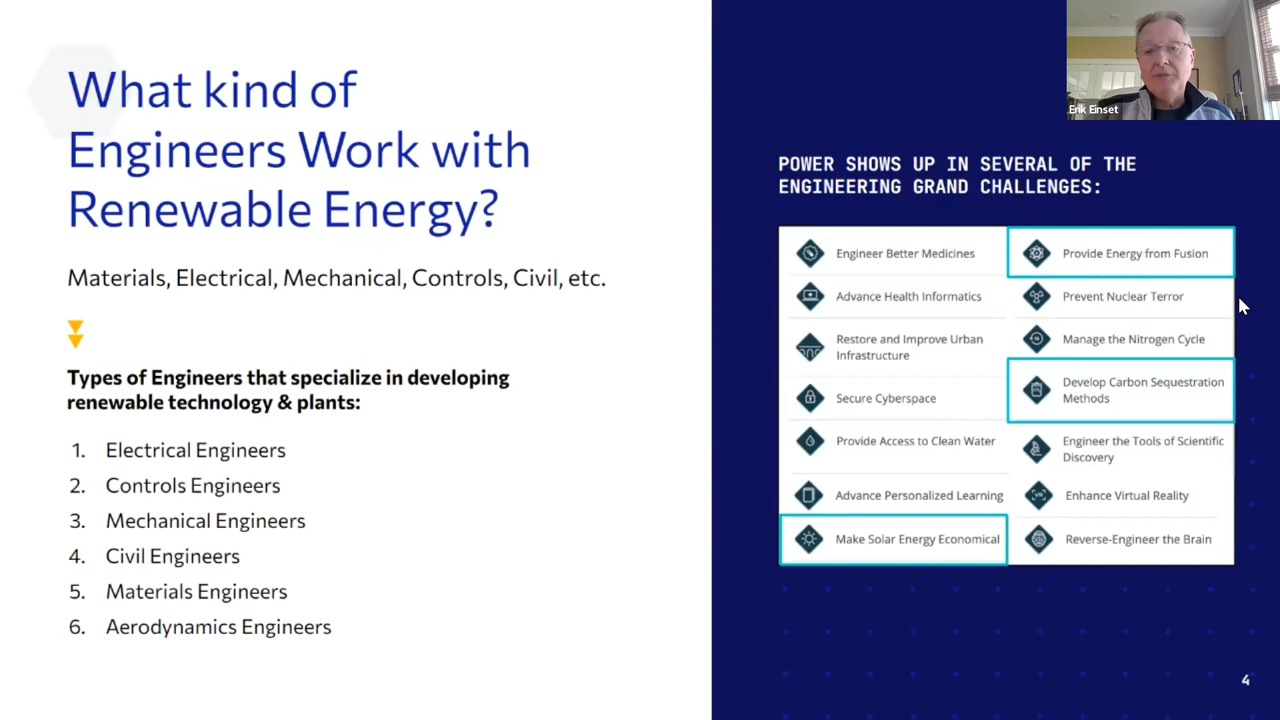 What kind of
Engineers Work with
Renewable Energy?
Materials, Electrical, Mechanical, Controls, Civil, etc.
Types of Engineers that specialize in developing
renewable technology & plants:
1. Electrical Engineers
2. Controls Engineers
3. Mechanical Engineers
4. Civil Engineers
5. Materials Engineers
6. Aerodynamics Engineers
Erik Einset
POWER SHOWS UP IN SEVERAL OF THE
ENGINEERING GRAND CHALLENGES:
Engineer Better Medicines
Advance Health Informatics
Restore and Improve Urban
Infrastructure
Secure Cyberspace
Provide Access to Clean Water
Advance Personalized Learning
Make Solar Energy Economical
Provide Energy from Fusion
Prevent Nuclear Terror
Manage the Nitrogen Cycle
Develop Carbon Sequestration
Methods
Engineer the Tools of Scientific
Discovery
VR
Enhance Virtual Reality
Reverse-Engineer the Brain
4